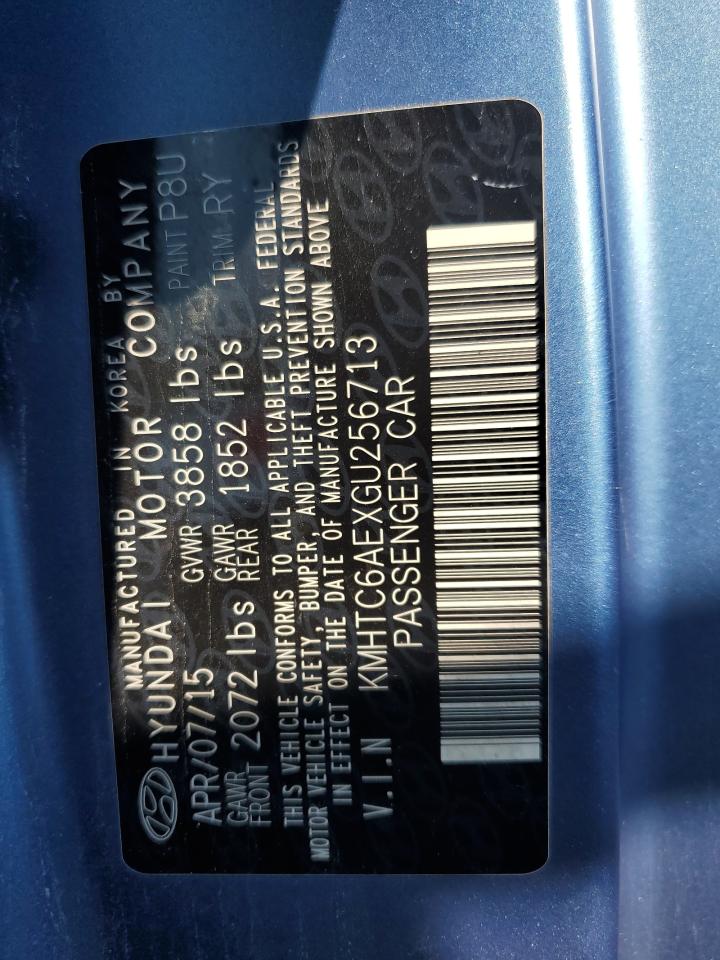 MANUFACTURED IN KOREA BY
HYUNDAI MOTOR COMPANY
APR/07/15 GVWR 3858 lbs PAINT P8U
GAWR FRONT 2072 lbs GAWR REAR 1852 lbs TRIM RY
THIS VEHICLE CONFORMS TO ALL APPLICABLE U.S.A. FEDERAL
MOTOR VEHICLE SAFETY, BUMPER, AND THEFT PREVENTION STANDARDS
IN EFFECT ON THE DATE OF MANUFACTURE SHOWN ABOVE
V.I.N KMHTC6AEXGU256713
PASSENGER CAR